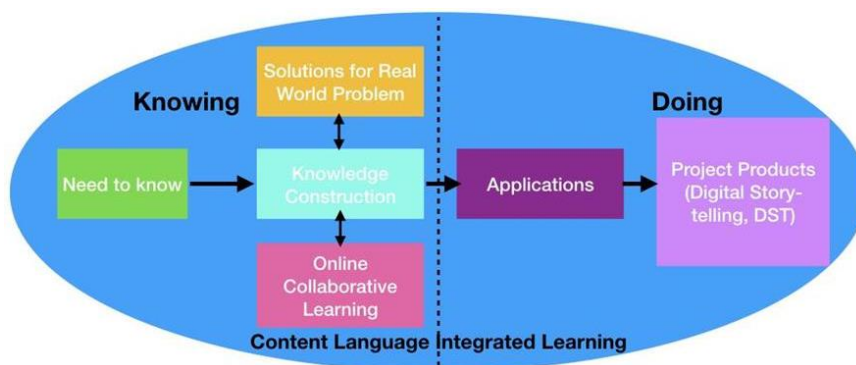 Knowing
Solutions for Real
World Problem
Doing
Need to know
Knowledge
Construction
Applications
Project Products
(Digital Story-
telling, DST)
Online
Collaborative
Learning
Content Language Integrated Learning